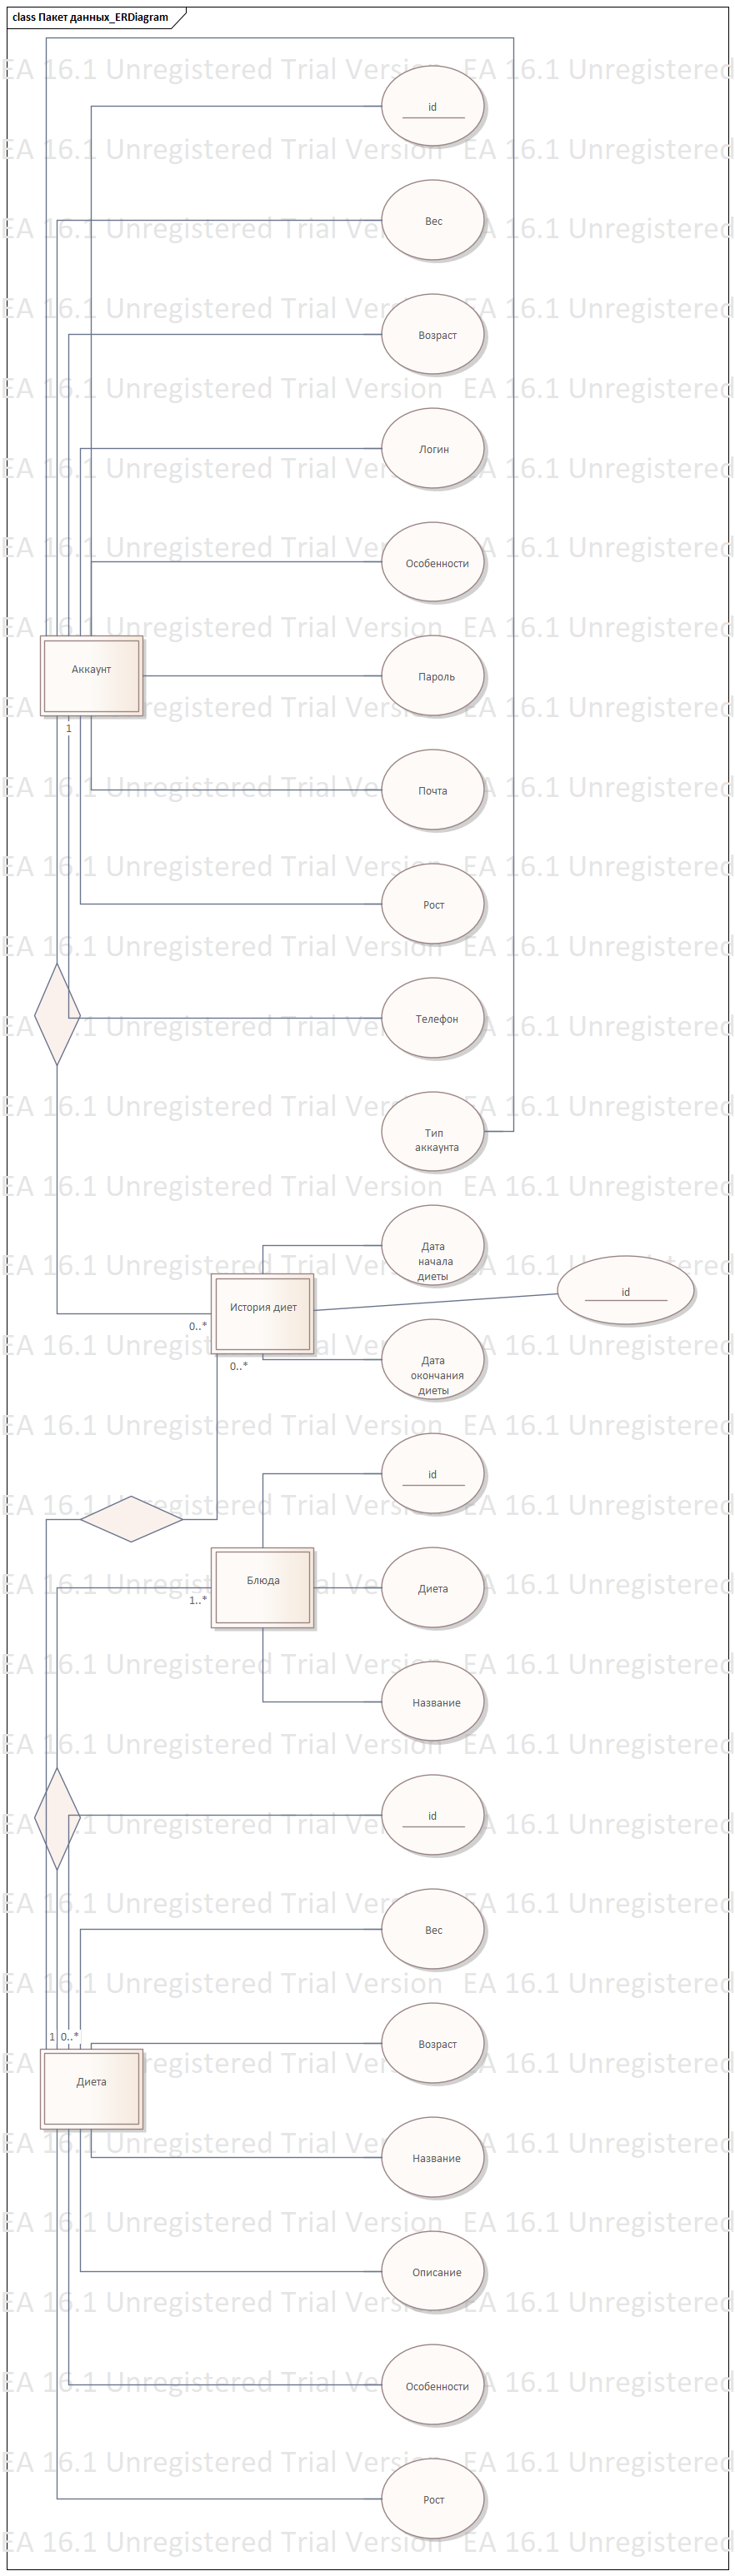 class Пакет данных_ERDiagram
id
Вес
Возраст
Логин
Особенности
Аккаунт
Пароль
1
Почта
Рост
Телефон
Тип
аккаунта
Дата
начала
диеты
id
История диет
0..*
0..*
Дата
окончания
диеты
id
Блюда
Диета
1..*
Название
id
Вес
1
0..*
Возраст
Диета
Название
Описание
Особенности
Рост
EA 16.1 Unregistered Trial Version
EA 16.1 Unregistered